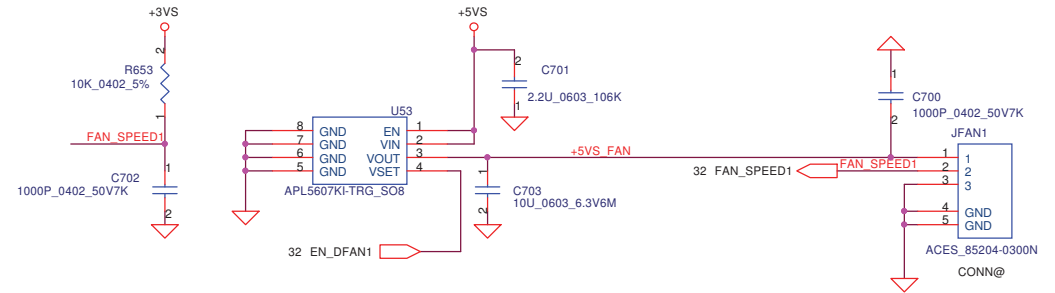 +3VS
+5VS
2
R653
10K_0402_5%
1
FAN_SPEED1
1
C702
1000P_0402_50V7K
2
2
C701
2.2U_0603_106K
1
U53
8 GND EN 1
7 GND VIN 2
6 GND VOUT 3
5 GND VSET 4
APL5607KI-TRG_SO8
+5VS_FAN
1
C703
10U_0603_6.3V6M
2
32 EN_DFAN1
1
C700
1000P_0402_50V7K
2
JFAN1
32 FAN_SPEED1
FAN_SPEED1
1 1
2 2
3 3
4 GND
5 GND
ACES_85204-0300N
CONN@